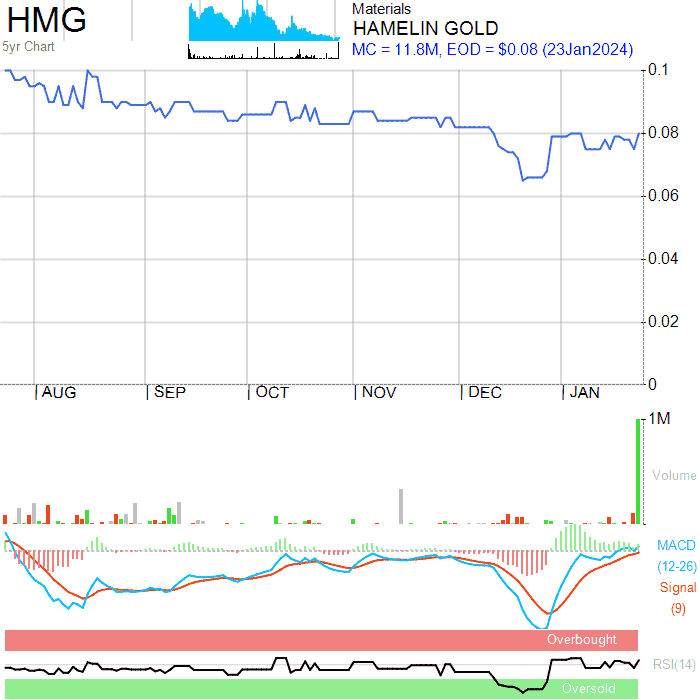 HMG
5yr Chart
Materials
HAMELIN GOLD
MC = 11.8M, EOD = $0.08 (23Jan2024)
0.1
0.08
0.06
0.04
0.02
0
AUG SEP OCT NOV DEC JAN
1M
Volume
MACD
(12-26)
Signal
(9)
Overbought
RSI(14)
Oversold